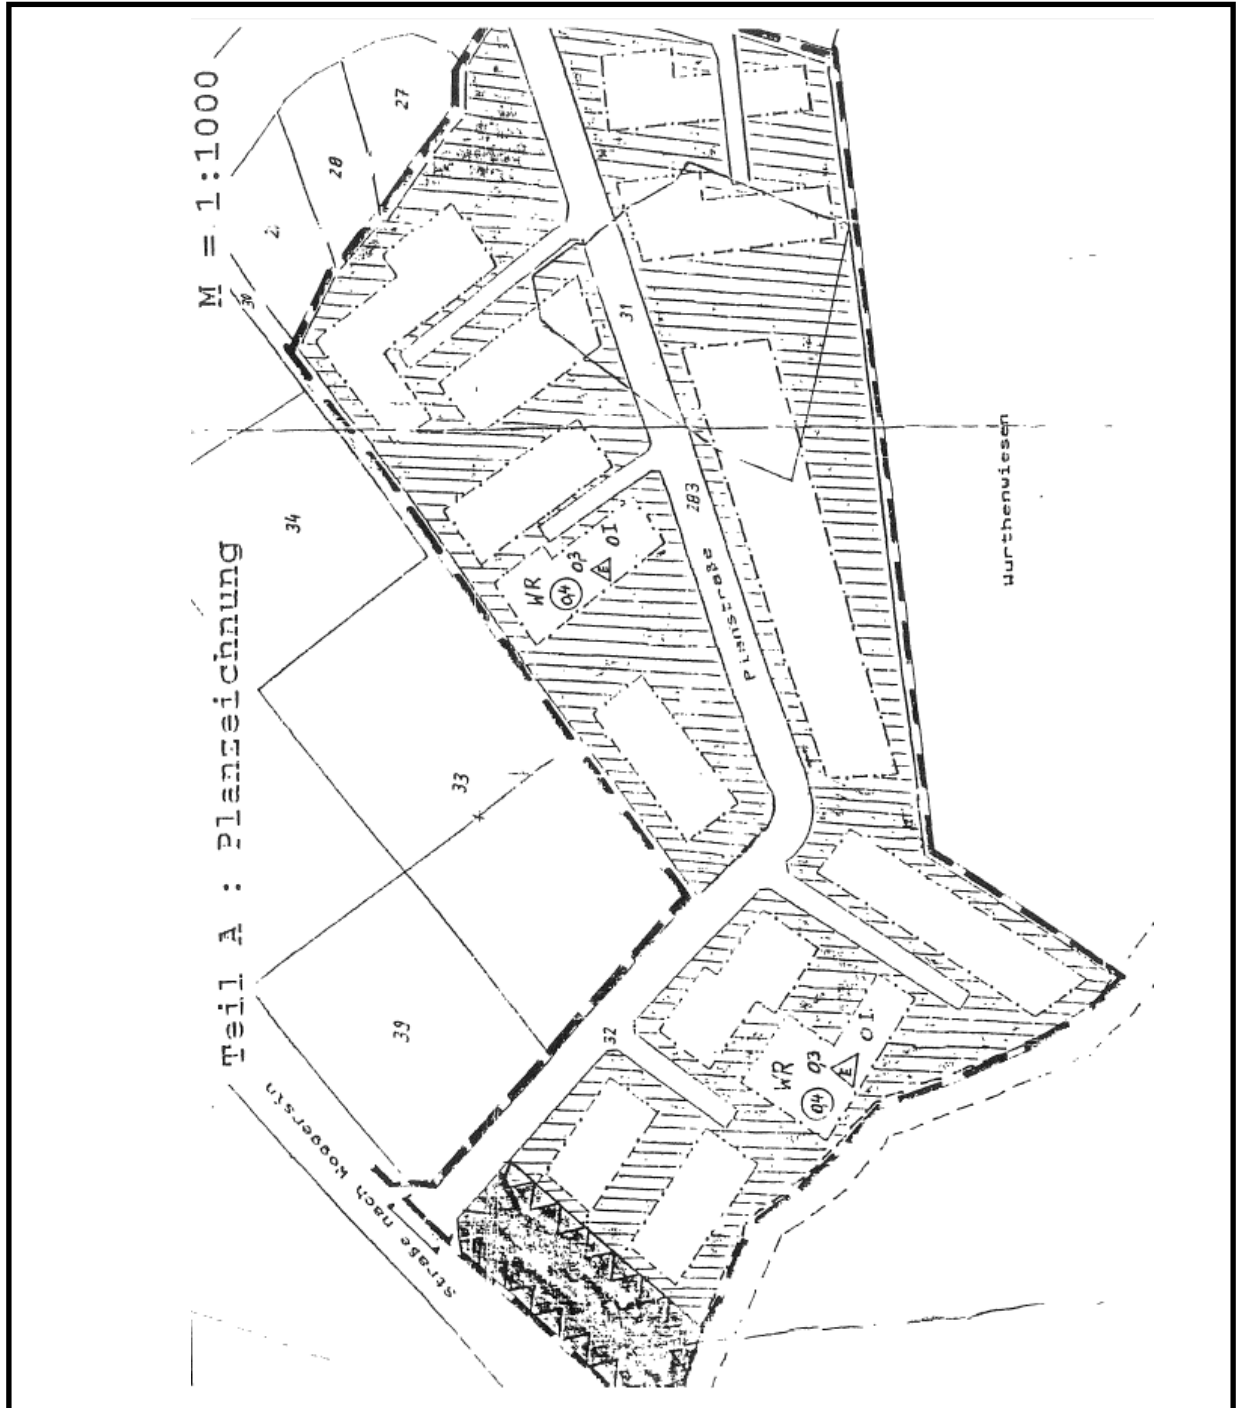 M = 1:1000
Teil A : Planzeichnung
27
28
30
34
31
283
Planstraße
WR
0,4
0,3
E
O I
Wurthenwiesen
33
39
32
WR
0,4
0,3
E
O I
Straße nach Woggersin